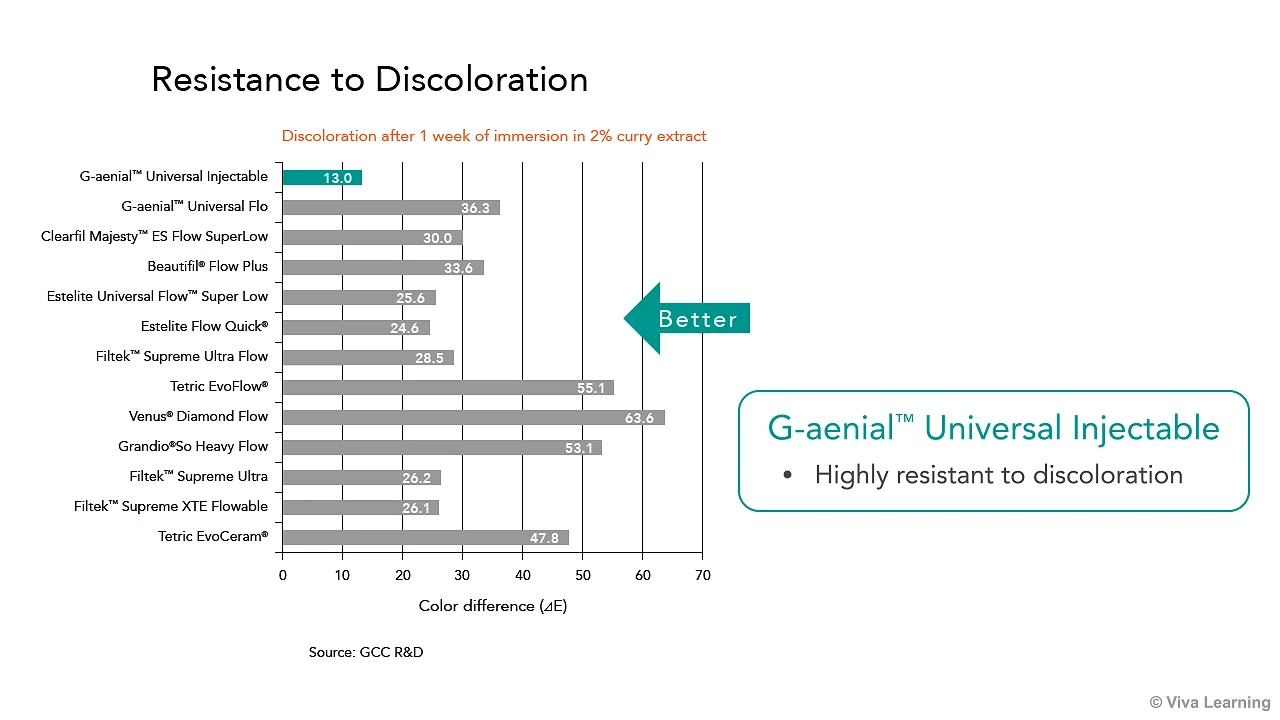 Resistance to Discoloration
Discoloration after 1 week of immersion in 2% curry extract
G-aenial™ Universal Injectable 13.0
G-aenial™ Universal Flo 36.3
Clearfil Majesty™ ES Flow SuperLow 30.0
Beautifil® Flow Plus 33.6
Estelite Universal Flow™ Super Low 25.6
Estelite Flow Quick® 24.6
Filtek™ Supreme Ultra Flow 28.5
Tetric EvoFlow® 55.1
Venus® Diamond Flow 63.6
Grandio®So Heavy Flow 53.1
Filtek™ Supreme Ultra 26.2
Filtek™ Supreme XTE Flowable 26.1
Tetric EvoCeram® 47.8
0 10 20 30 40 50 60 70
Color difference (⊿E)
Source: GCC R&D
Better
G-aenial™ Universal Injectable
• Highly resistant to discoloration
© Viva Learning